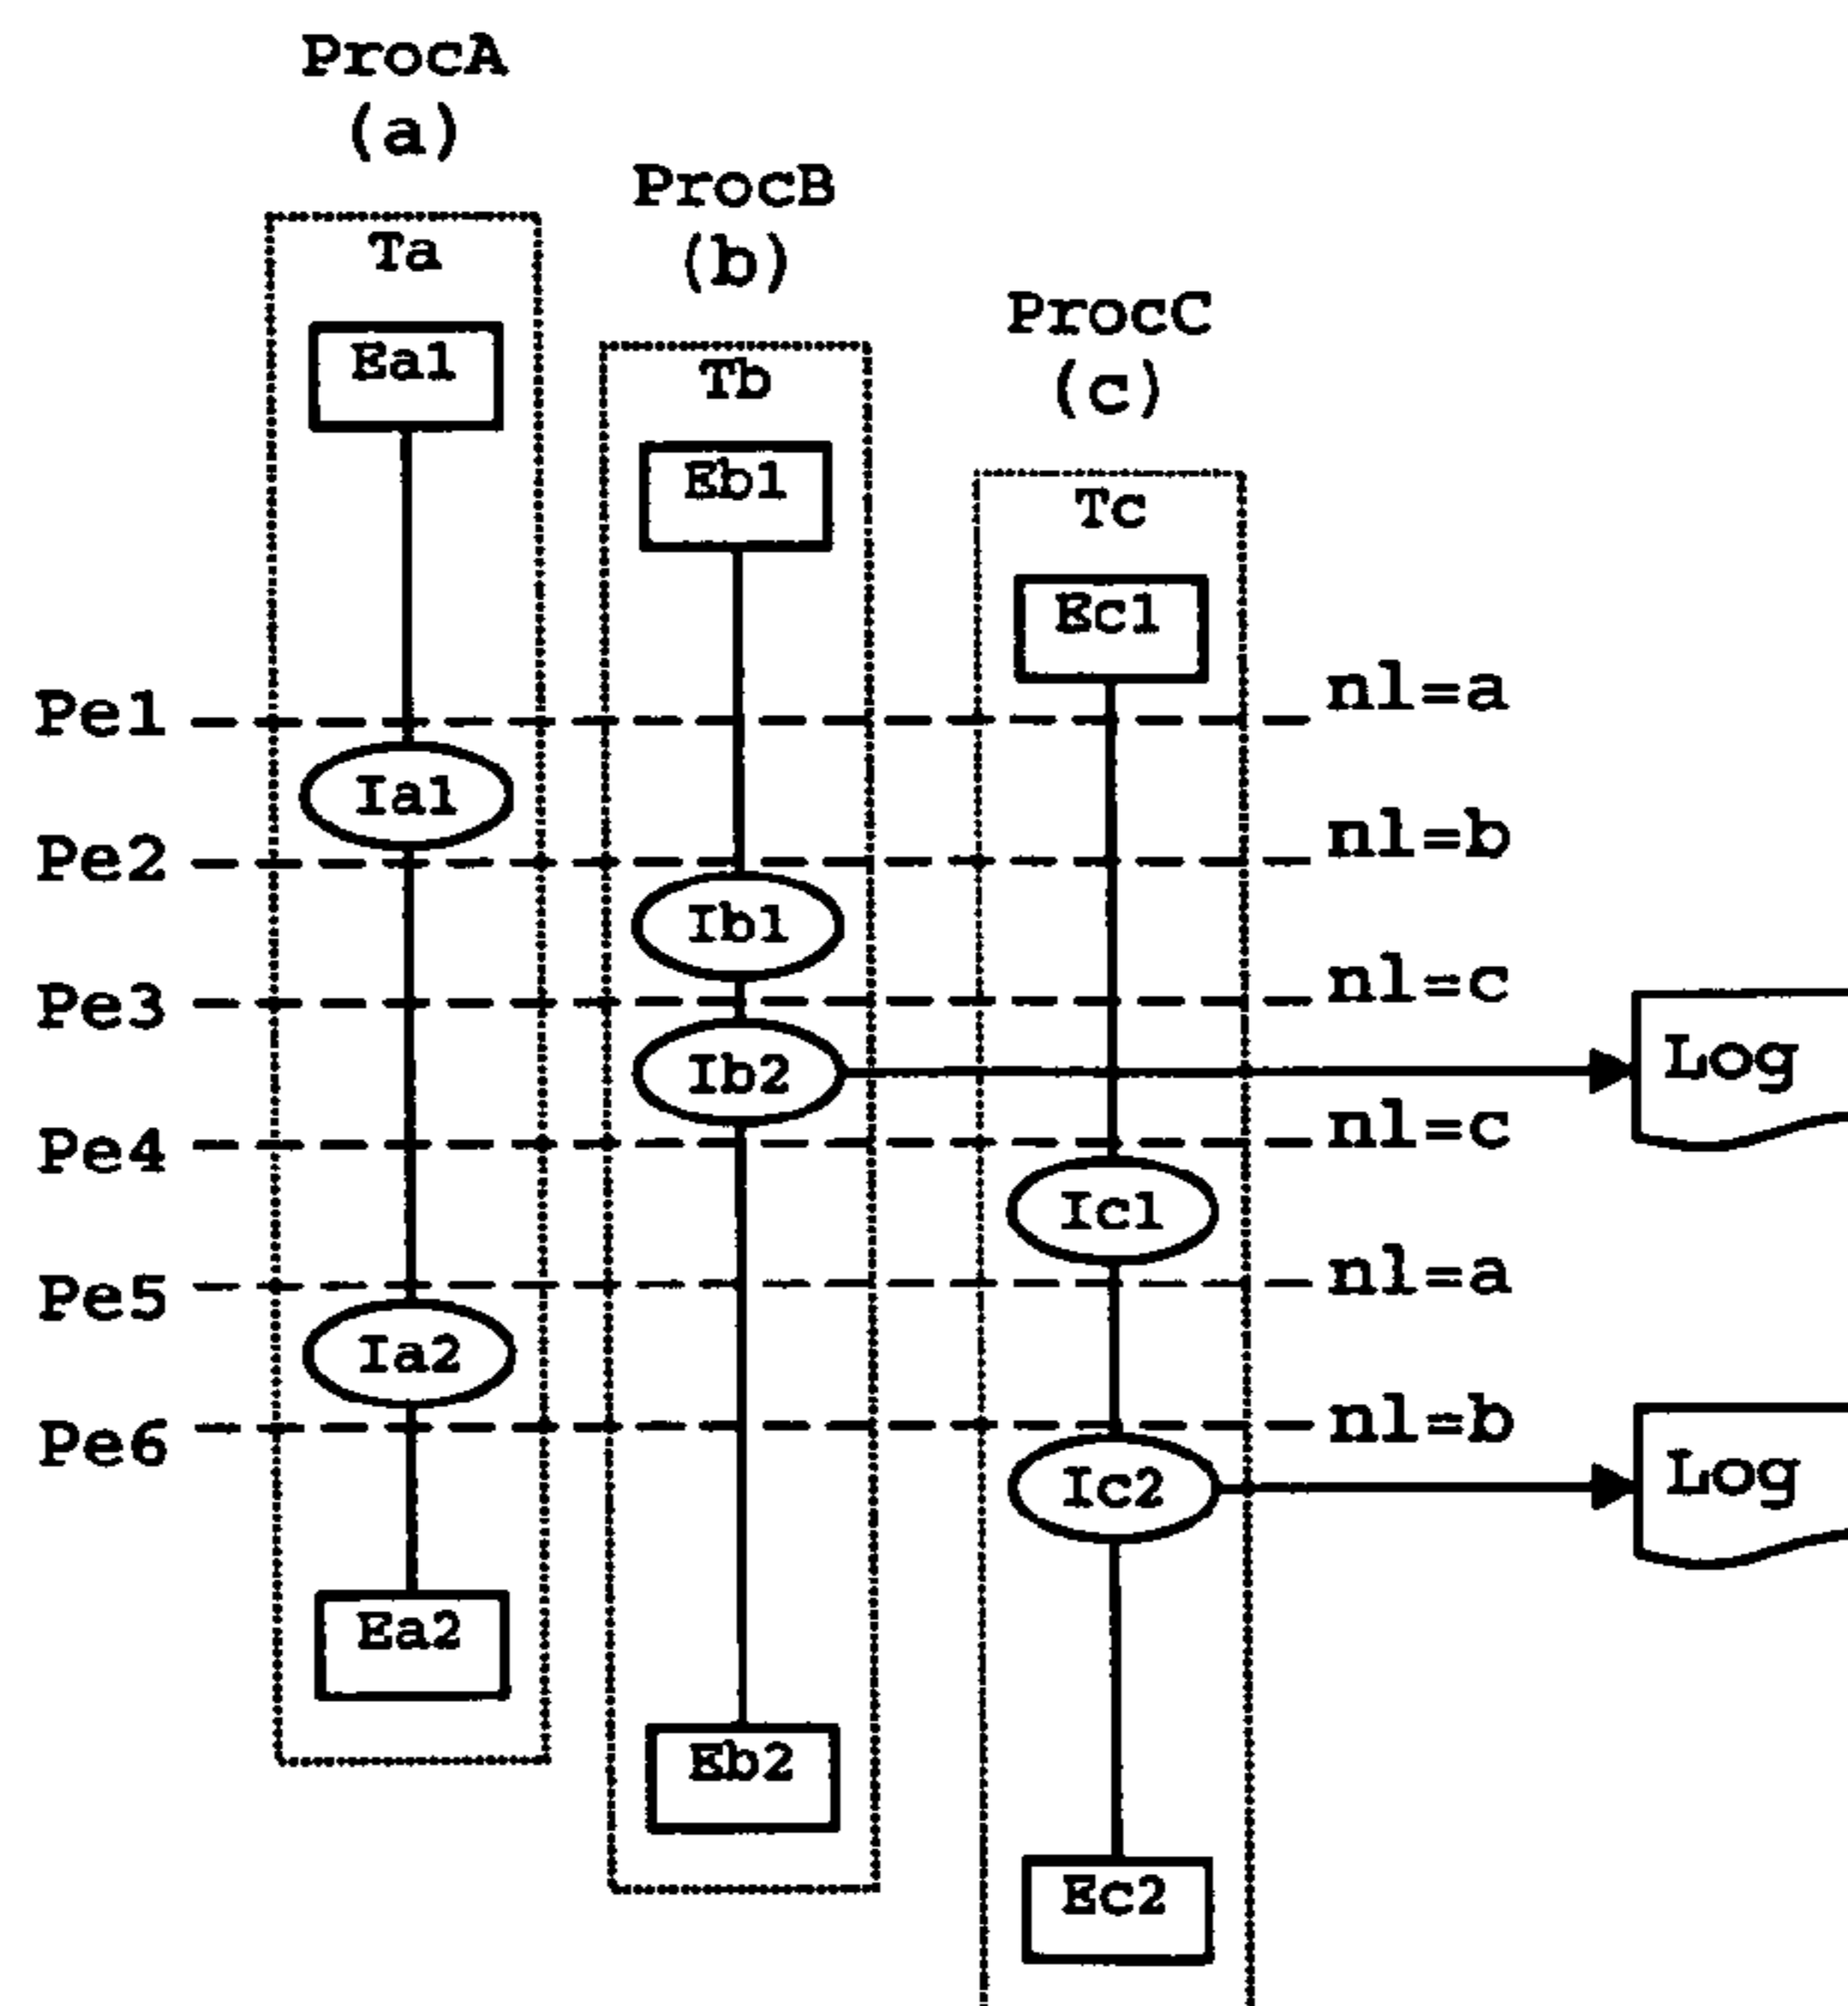 ProcA
(a)
ProcB
(b)
ProcC
(c)
Ta
Tb
Tc
Ea1
Eb1
Ec1
Pe1
nl=a
Ia1
Pe2
nl=b
Ib1
Pe3
nl=c
Ib2
Log
Pe4
nl=c
Ic1
Pe5
nl=a
Ia2
Pe6
nl=b
Ic2
Log
Ea2
Eb2
Ec2